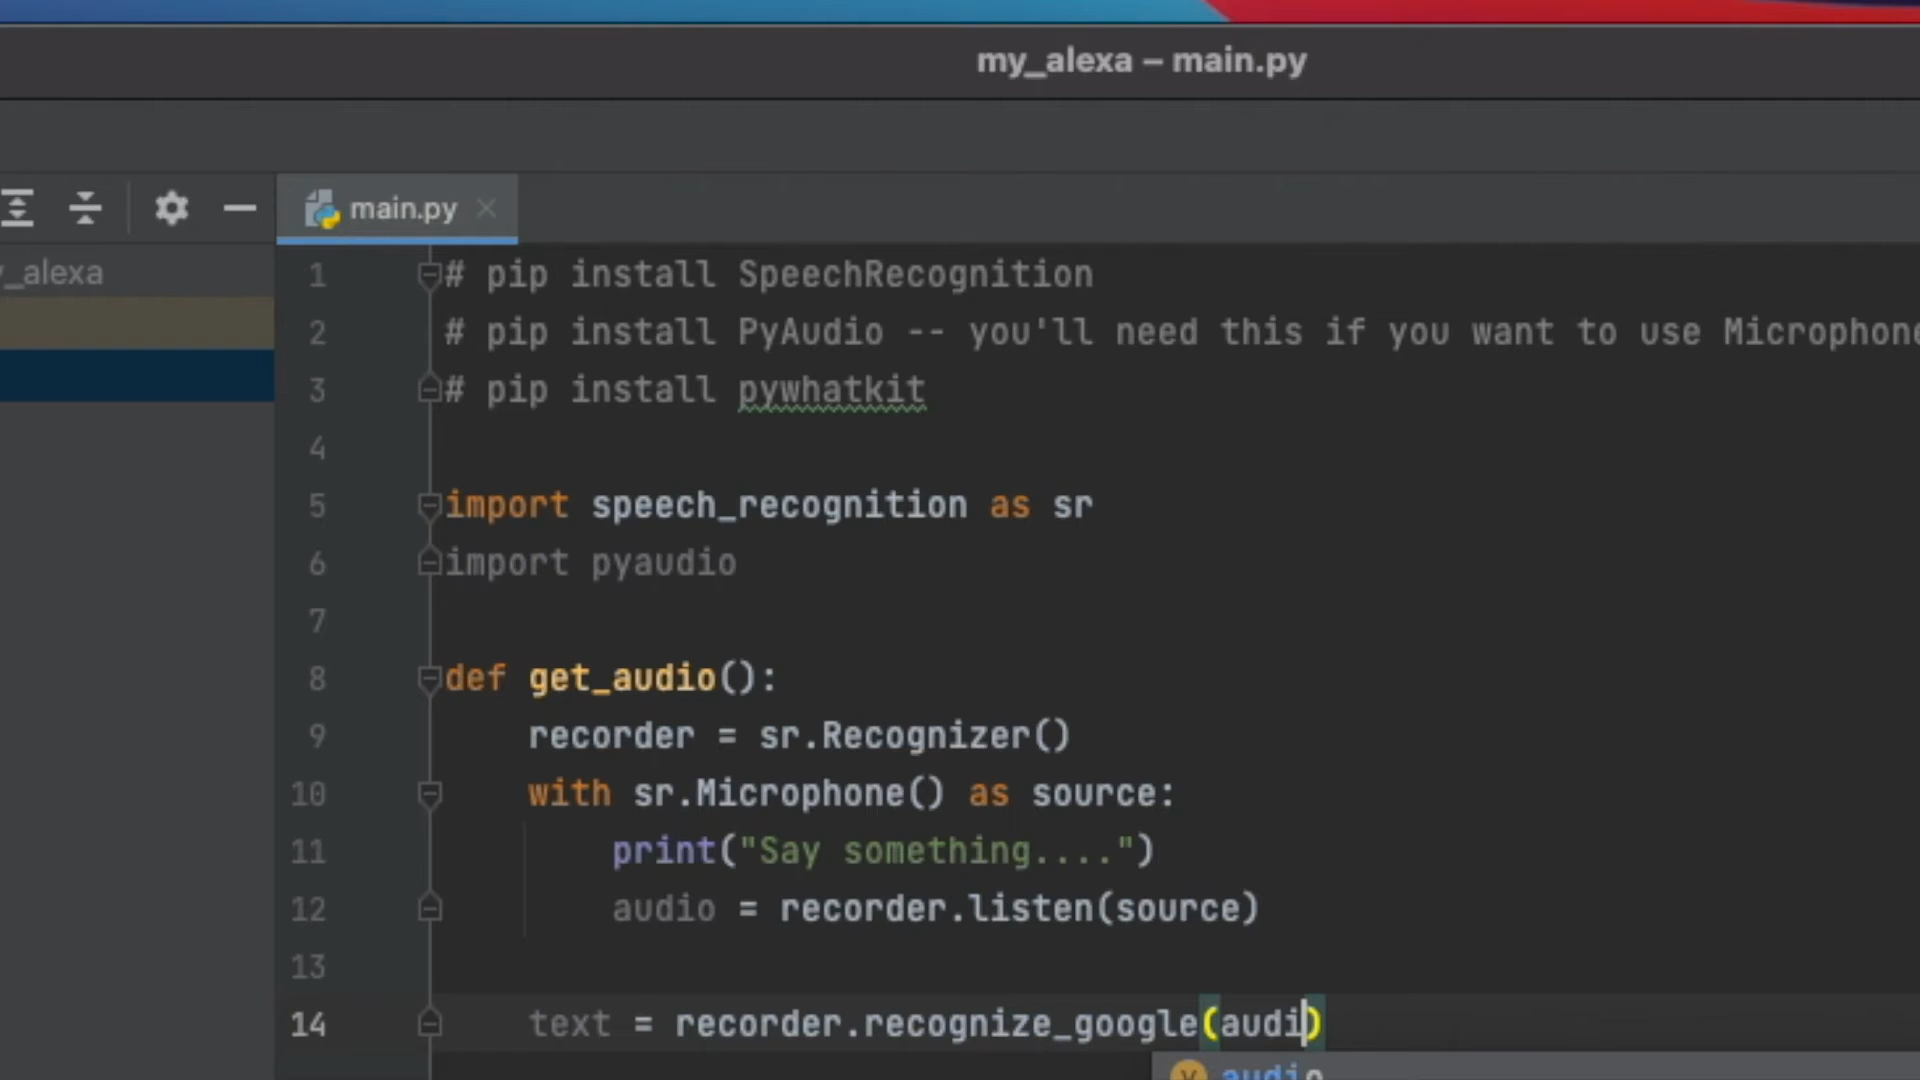 my_alexa – main.py
main.py
_alexa
1 # pip install SpeechRecognition
2 # pip install PyAudio -- you'll need this if you want to use Microphone
3 # pip install pywhatkit
4
5 import speech_recognition as sr
6 import pyaudio
7
8 def get_audio():
9     recorder = sr.Recognizer()
10     with sr.Microphone() as source:
11         print("Say something....")
12         audio = recorder.listen(source)
13
14     text = recorder.recognize_google(audi)
v audio